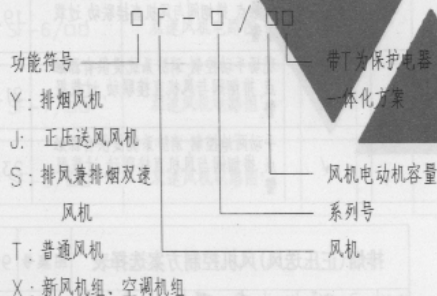 □F-□/□□
功能符号
带T为保护电器
Y：排烟风机
一体化方案
J：正压送风风机
S：排风兼排烟双速
风机电动机容量
风机
系列号
T：普通风机
风机
X：新风机组、空调机组